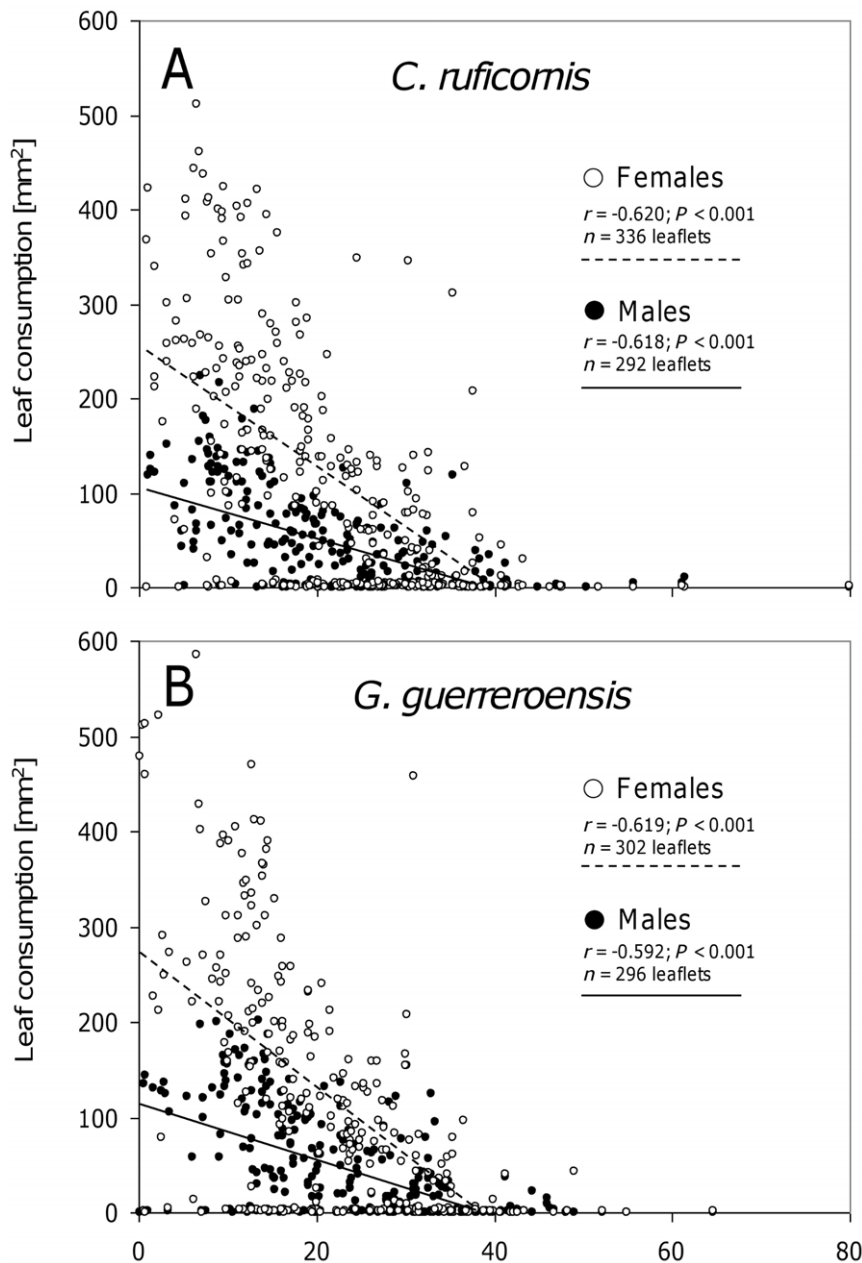 600
A
C. ruficornis
500
Leaf consumption [mm²]
Females
400
r = -0.620; P < 0.001
n = 336 leaflets
300
Males
r = -0.618; P < 0.001
200
n = 292 leaflets
100
0
600
B
G. guerreroensis
500
Leaf consumption [mm²]
Females
400
r = -0.619; P < 0.001
n = 302 leaflets
300
Males
r = -0.592; P < 0.001
200
n = 296 leaflets
100
0
0 20 40 60 80